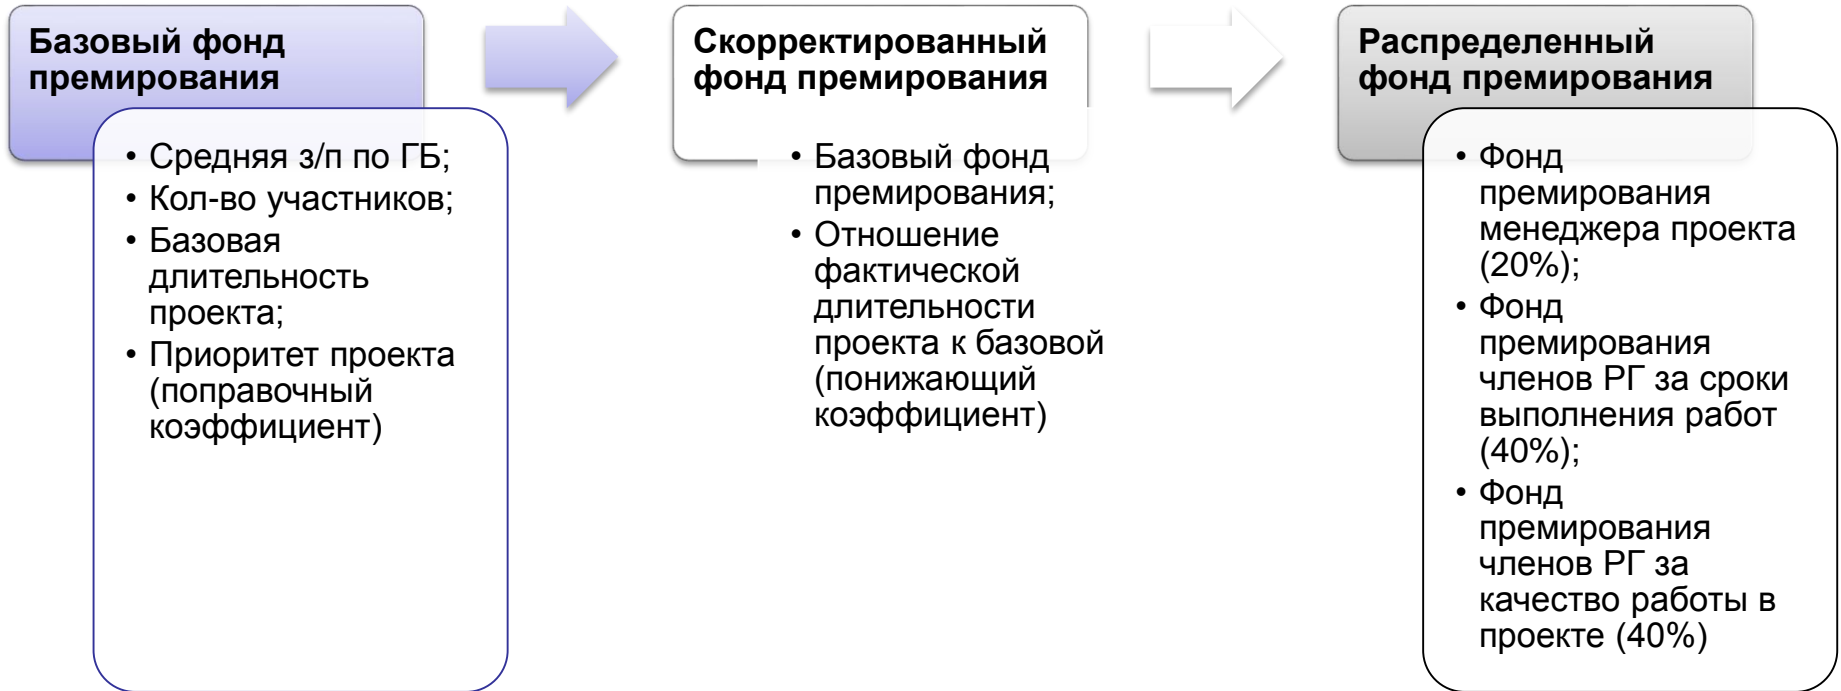 Базовый фонд
премирования
• Средняя з/п по ГБ;
• Кол-во участников;
• Базовая
длительность
проекта;
• Приоритет проекта
(поправочный
коэффициент)
Скорректированный
фонд премирования
• Базовый фонд
премирования;
• Отношение
фактической
длительности
проекта к базовой
(понижающий
коэффициент)
Распределенный
фонд премирования
• Фонд
премирования
менеджера проекта
(20%);
• Фонд
премирования
членов РГ за сроки
выполнения работ
(40%);
• Фонд
премирования
членов РГ за
качество работы в
проекте (40%)